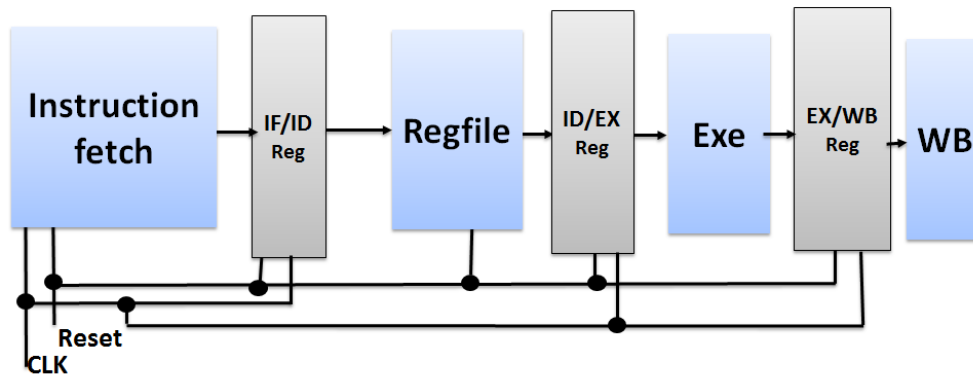 Instruction
fetch
IF/ID
Reg
Regfile
ID/EX
Reg
Exe
EX/WB
Reg
WB
Reset
CLK